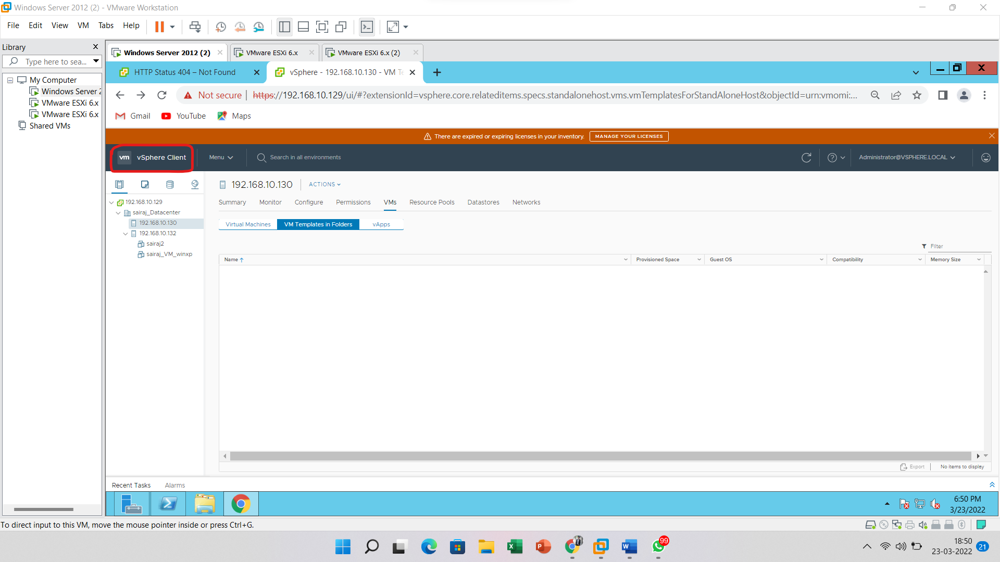 Windows Server 2012 (2) - VMware Workstation
File Edit View VM Tabs Help
Library
Type here to sea...
My Computer
Windows Server 2
VMware ESXi 6.x
VMware ESXi 6.x
Shared VMs
Windows Server 2012 (2) VMware ESXi 6.x VMware ESXi 6.x (2)
HTTP Status 404 – Not Found vSphere - 192.168.10.130 - VM Te
Not secure https://192.168.10.129/ui/#?extensionId=vsphere.core.relateditems.specs.standalonehost.vms.vmTemplatesForStandAloneHost&objectId=urn:vmomi:...
Gmail YouTube Maps
There are expired or expiring licenses in your inventory. MANAGE YOUR LICENSES
vm vSphere Client Menu Search in all environments Administrator@VSPHERE.LOCAL
192.168.10.130 ACTIONS
Summary Monitor Configure Permissions VMs Resource Pools Datastores Networks
192.168.10.129
sairaj_Datacenter
192.168.10.130
192.168.10.132
sairaj2
sairaj_VM_winxp
Virtual Machines VM Templates in Folders vApps
Filter
Name Provisioned Space Guest OS Compatibility Memory Size
Export No items to display
Recent Tasks Alarms
6:50 PM
3/23/2022
To direct input to this VM, move the mouse pointer inside or press Ctrl+G.
99
18:50
23-03-2022 21